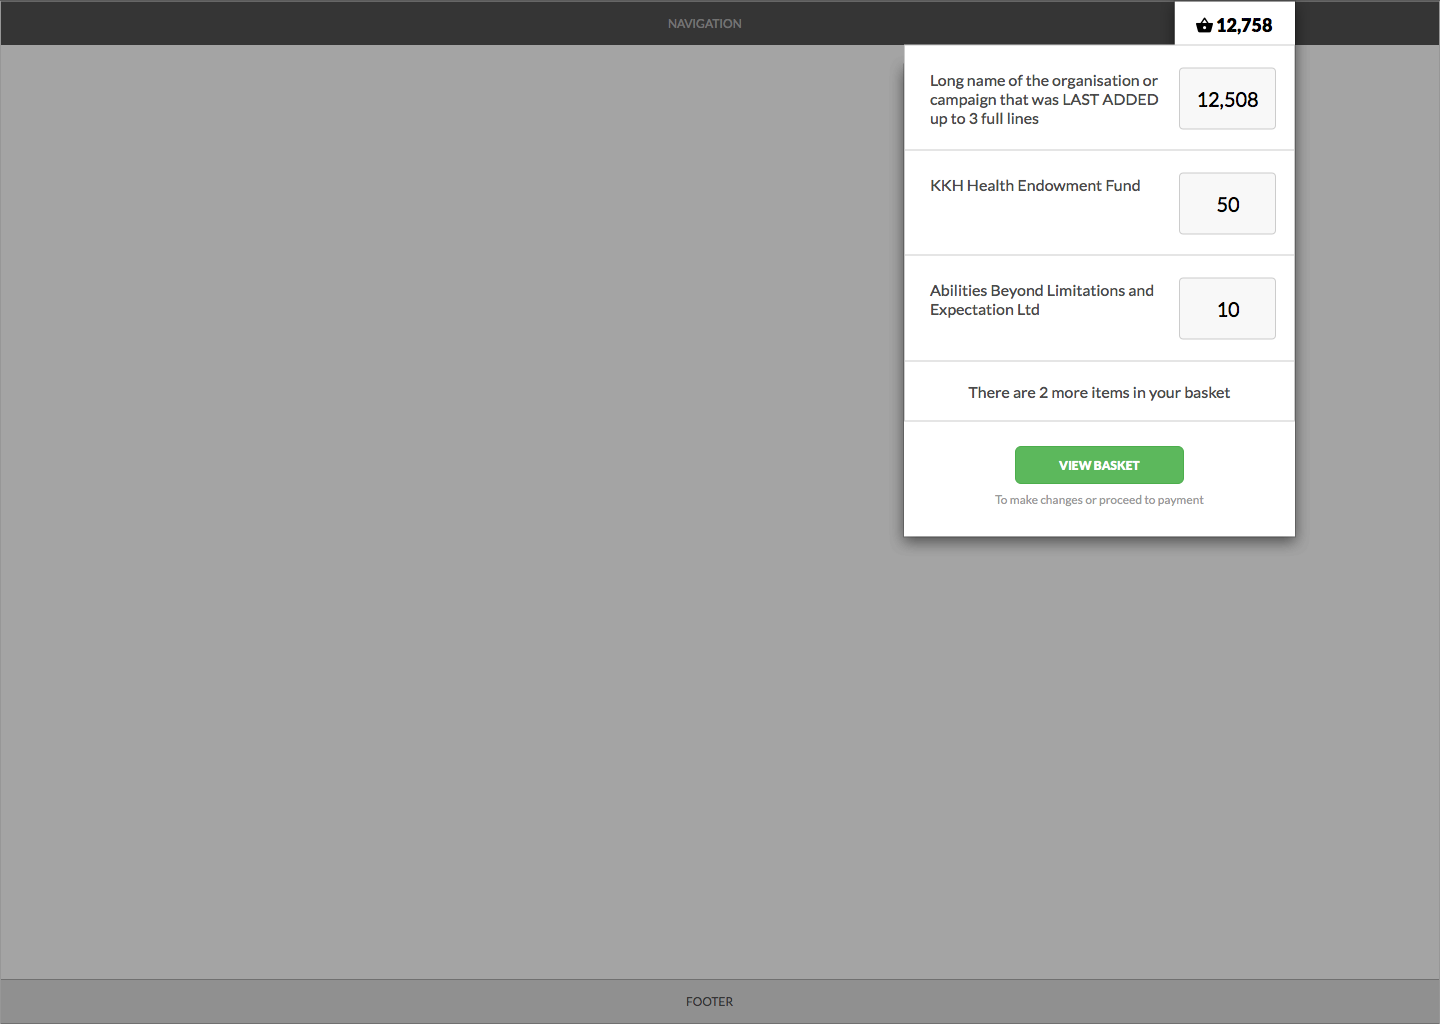 NAVIGATION
12,758
Long name of the organisation or
campaign that was LAST ADDED
up to 3 full lines
12,508
KKH Health Endowment Fund
50
Abilities Beyond Limitations and
Expectation Ltd
10
There are 2 more items in your basket
VIEW BASKET
To make changes or proceed to payment
FOOTER